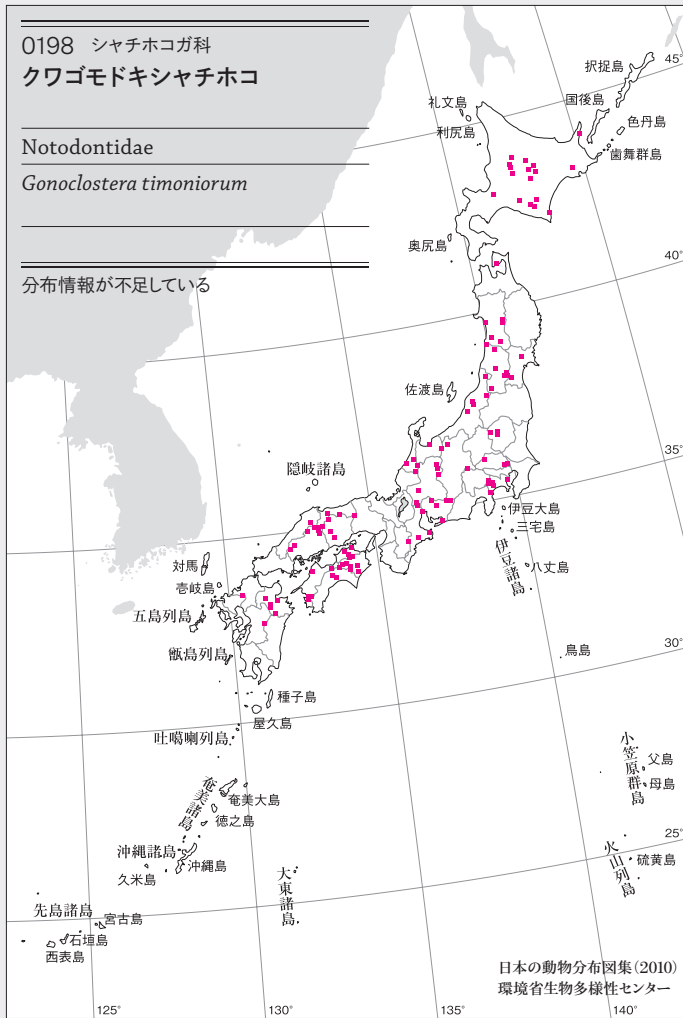 0198 シャチホコガ科
クワゴモドキシャチホコ
Notodontidae
Gonoclostera timoniorum
分布情報が不足している
択捉島
45°
国後島
礼文島
色丹島
利尻島
歯舞群島
奥尻島
40°
佐渡島
35°
隠岐諸島
伊豆大島
三宅島
伊豆諸島
八丈島
対馬
壱岐島
五島列島
甑島列島
鳥島
30°
種子島
屋久島
吐噶喇列島
小笠原群島
父島
母島
奄美諸島
奄美大島
徳之島
25°
沖縄諸島
沖縄島
久米島
火山列島
硫黄島
大東諸島
先島諸島
宮古島
石垣島
西表島
日本の動物分布図集(2010)
環境省生物多様性センター
125°
130°
135°
140°